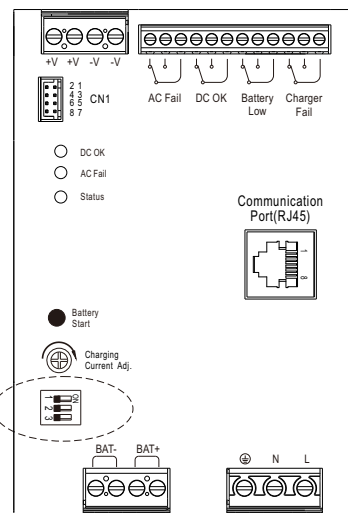 +V +V -V -V
2 1
4 3
6 5
8 7
CN1
AC Fail DC OK Battery Low Charger Fail
DC OK
AC Fail
Status
Communication
Port(RJ45)
1
8
Battery
Start
Charging
Current Adj.
ON
1
2
3
BAT- BAT+
N L